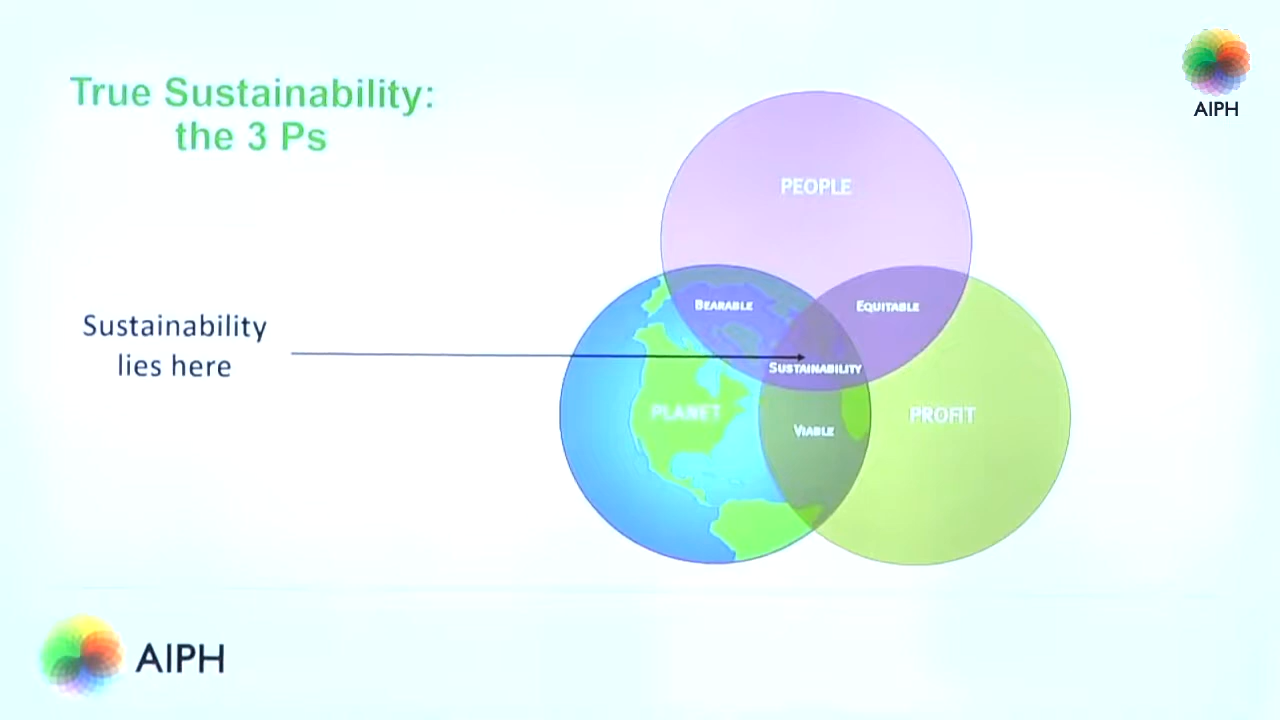 True Sustainability:
the 3 Ps
AIPH
PEOPLE
BEARABLE
EQUITABLE
Sustainability
lies here
SUSTAINABILITY
PLANET
PROFIT
VIABLE
AIPH